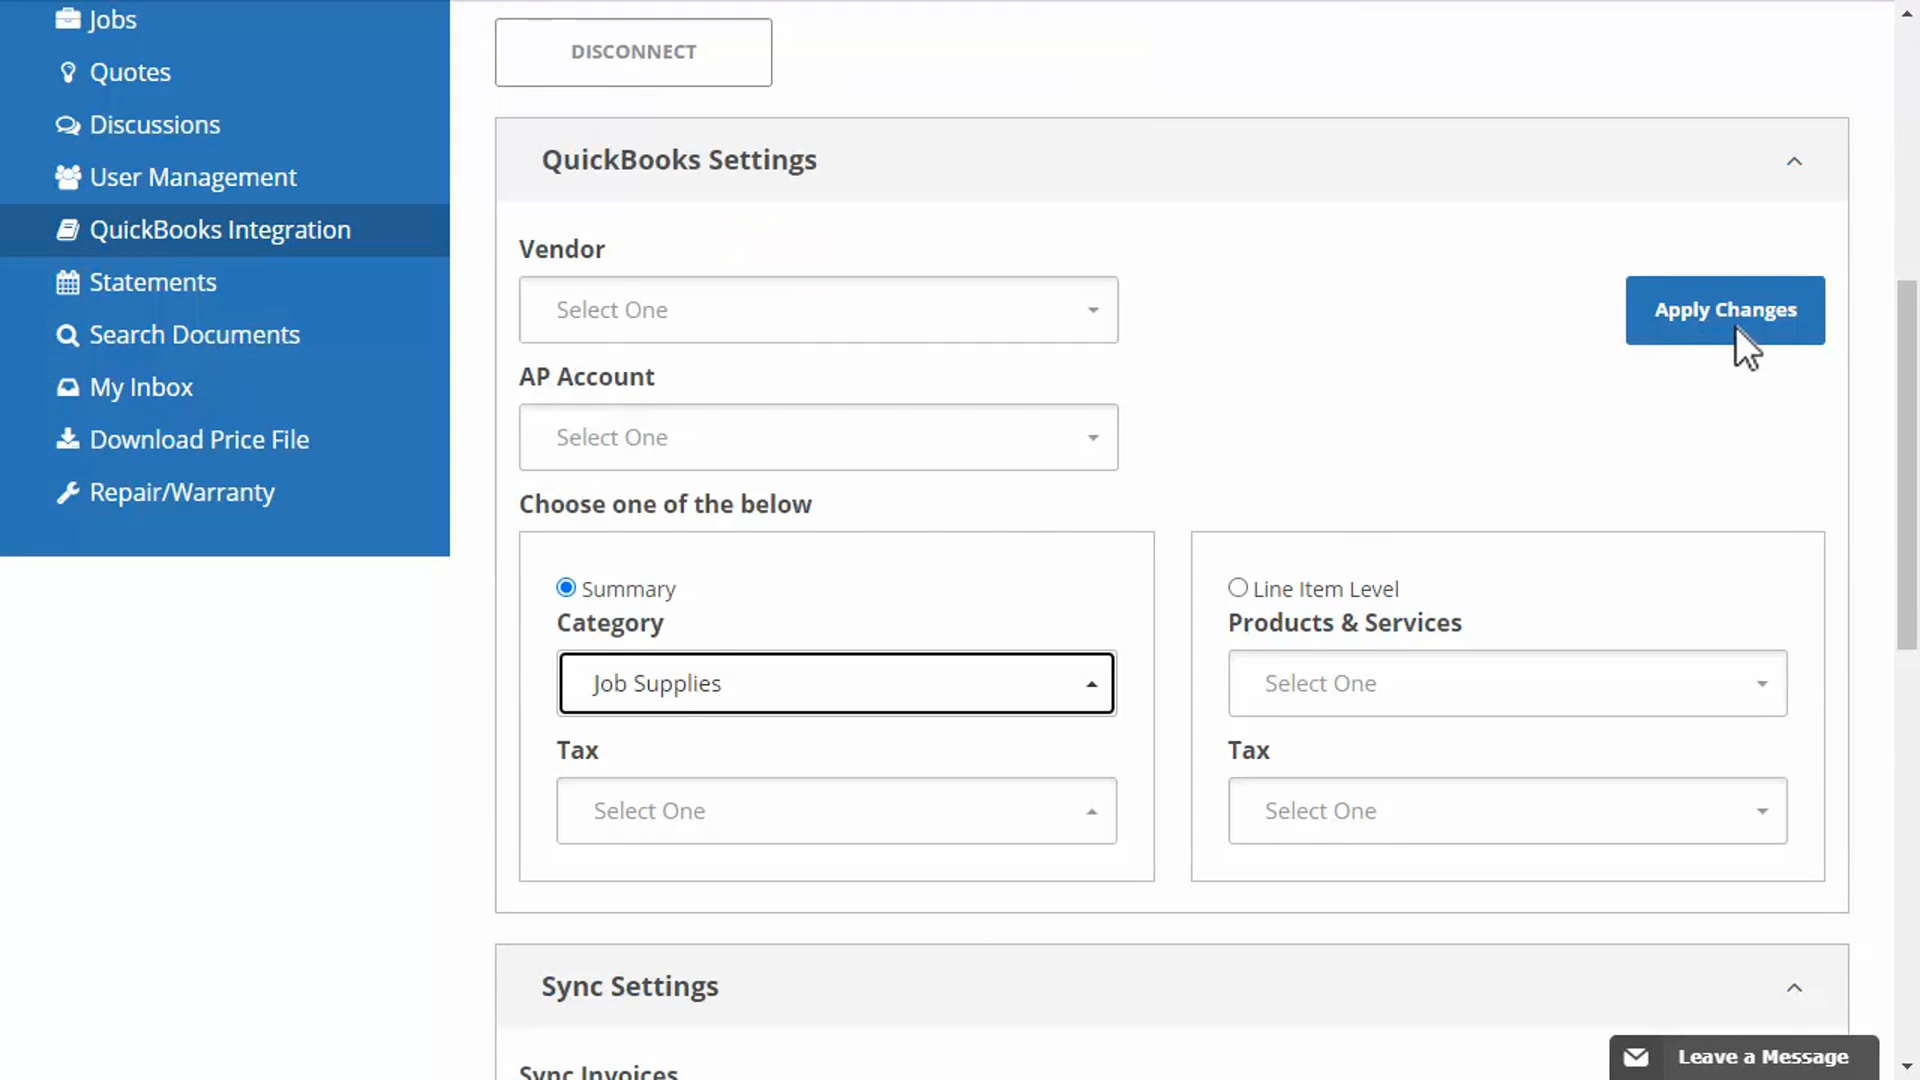 Jobs
Quotes
Discussions
User Management
QuickBooks Integration
Statements
Search Documents
My Inbox
Download Price File
Repair/Warranty
DISCONNECT
QuickBooks Settings
Vendor
Select One
Apply Changes
AP Account
Select One
Choose one of the below
Summary
Category
Job Supplies
Tax
Select One
Line Item Level
Products & Services
Select One
Tax
Select One
Sync Settings
Sync Invoices
Leave a Message